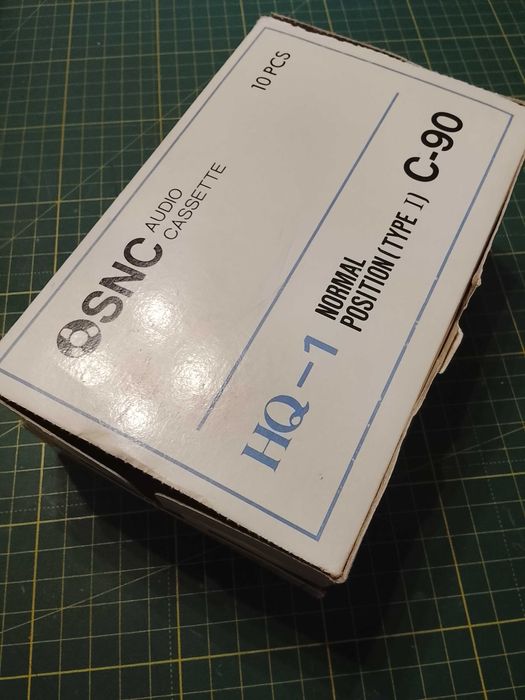 10 PCS
SNC AUDIO
CASSETTE
HQ-1 NORMAL
POSITION (TYPE I) C-90